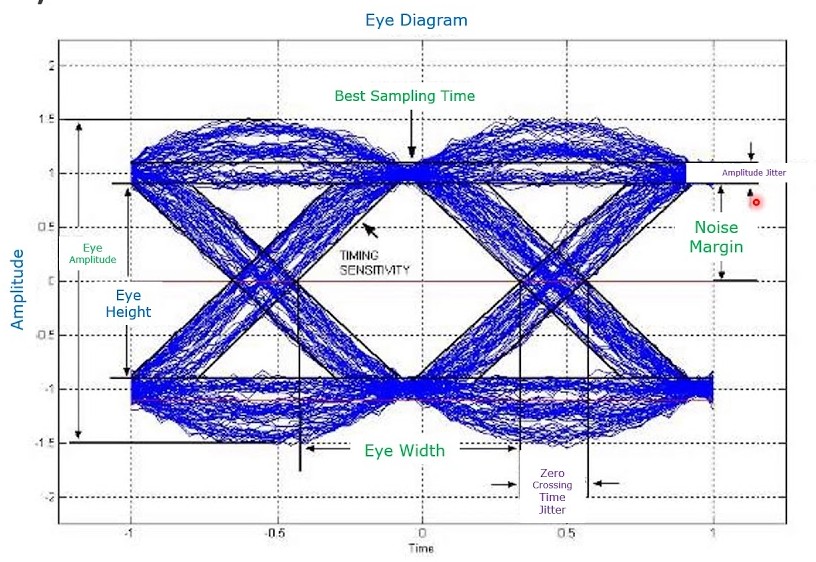 Eye Diagram
2
Best Sampling Time
1.5
1
Amplitude Jitter
0.5
Noise
Margin
Eye
Amplitude
TIMING
SENSITIVITY
0
Eye
Height
Amplitude
-0.5
-1
-1.5
Eye Width
Zero
Crossing
Time
Jitter
-2
-1
-0.5
0
0.5
1
Time